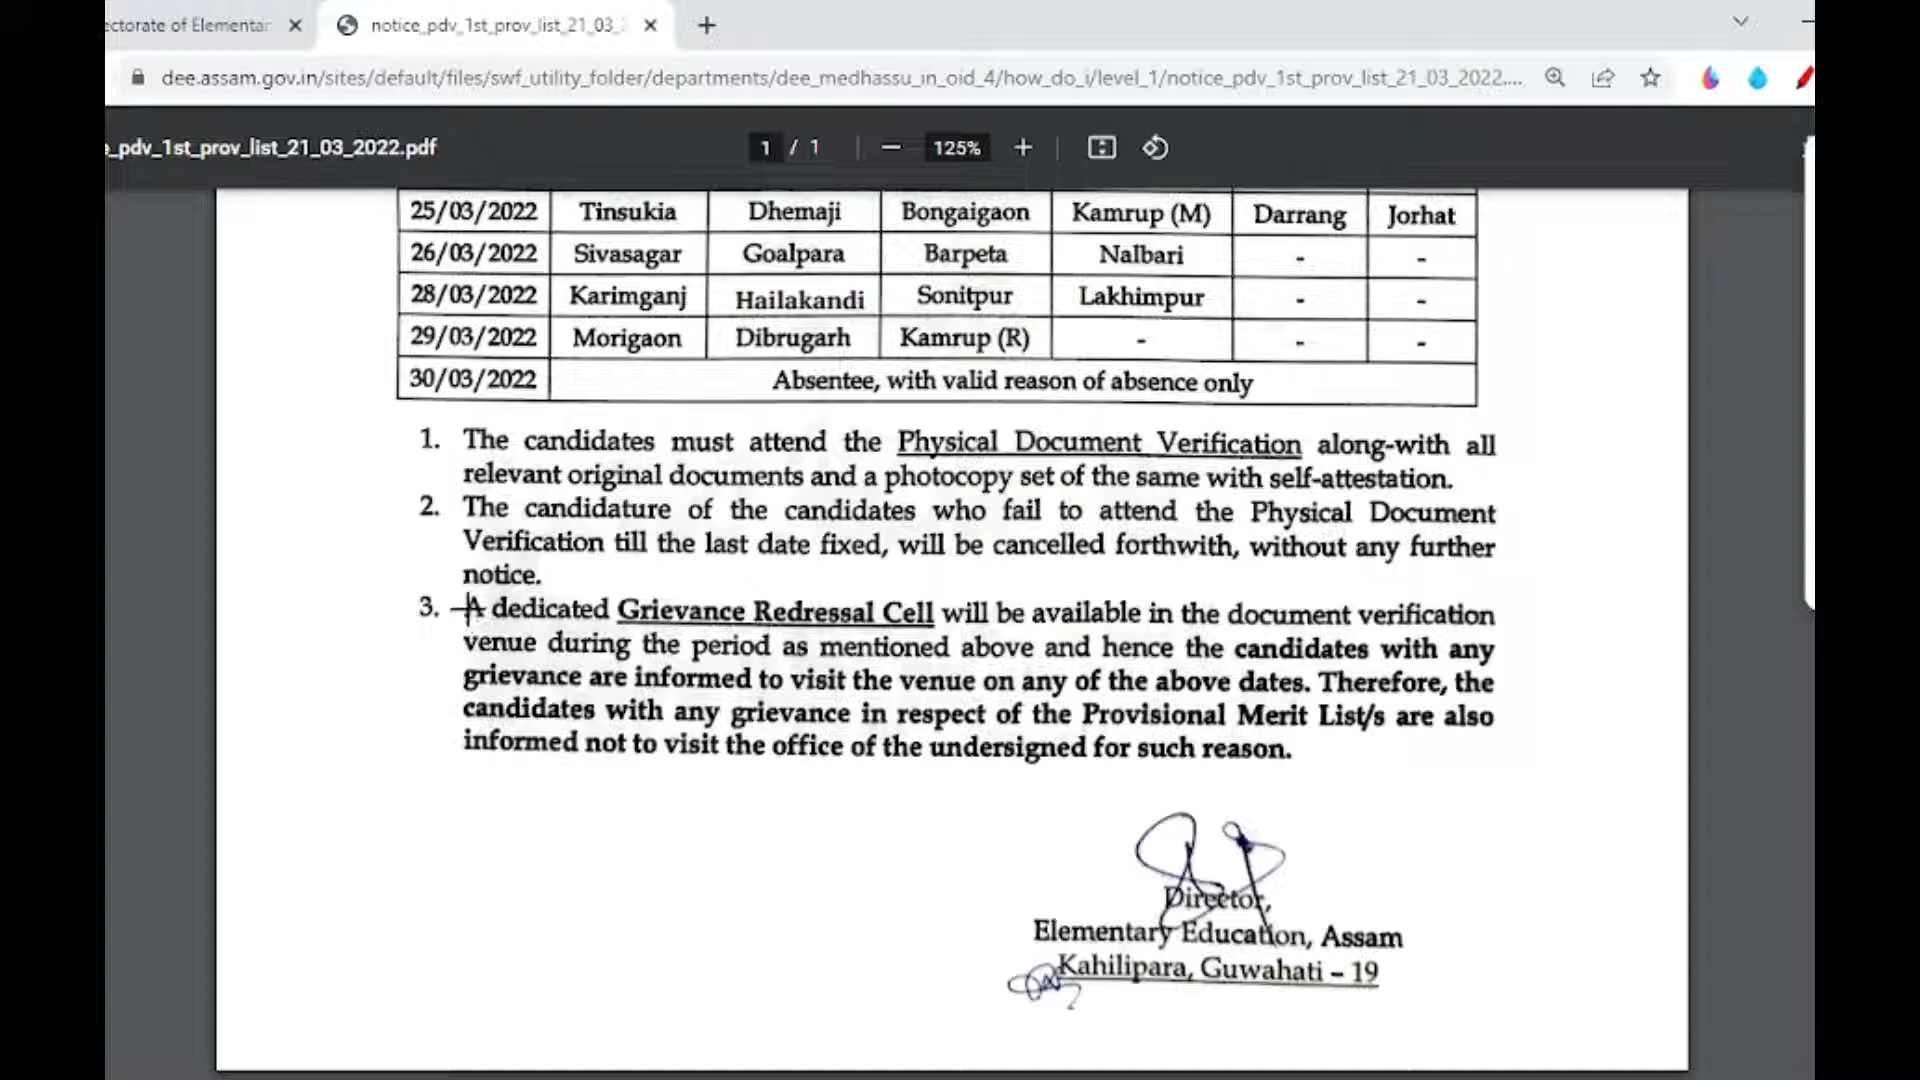 ectorate of Elementar
notice_pdv_1st_prov_list_21_03_
dee.assam.gov.in/sites/default/files/swf_utility_folder/departments/dee_medhassu_in_oid_4/how_do_i/level_1/notice_pdv_1st_prov_list_21_03_2022....
_pdv_1st_prov_list_21_03_2022.pdf 1 / 1 125%
25/03/2022 Tinsukia Dhemaji Bongaigaon Kamrup (M) Darrang Jorhat
26/03/2022 Sivasagar Goalpara Barpeta Nalbari - -
28/03/2022 Karimganj Hailakandi Sonitpur Lakhimpur - -
29/03/2022 Morigaon Dibrugarh Kamrup (R) - - -
30/03/2022 Absentee, with valid reason of absence only
1. The candidates must attend the Physical Document Verification along-with all
relevant original documents and a photocopy set of the same with self-attestation.
2. The candidature of the candidates who fail to attend the Physical Document
Verification till the last date fixed, will be cancelled forthwith, without any further
notice.
3. A dedicated Grievance Redressal Cell will be available in the document verification
venue during the period as mentioned above and hence the candidates with any
grievance are informed to visit the venue on any of the above dates. Therefore, the
candidates with any grievance in respect of the Provisional Merit List/s are also
informed not to visit the office of the undersigned for such reason.
Director,
Elementary Education, Assam
Kahilipara, Guwahati - 19